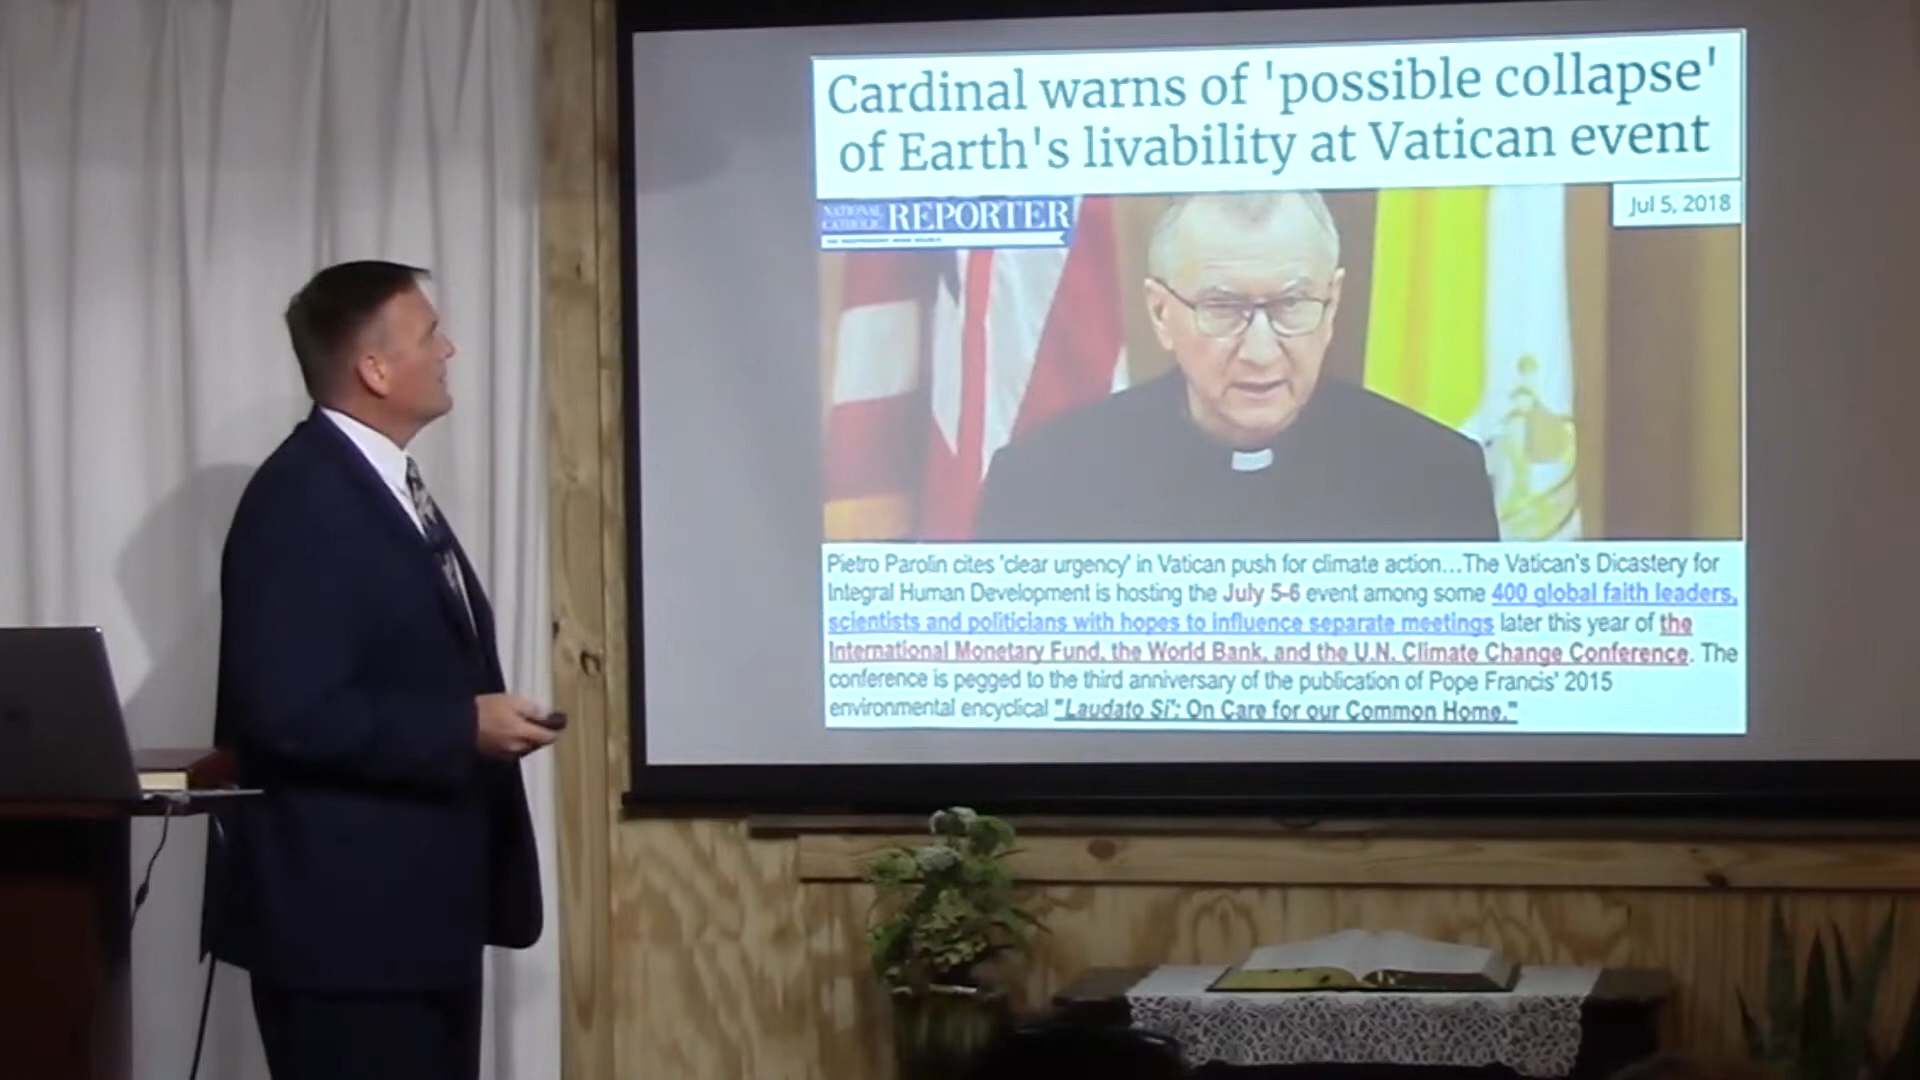 Cardinal warns of 'possible collapse'
of Earth's livability at Vatican event
NATIONAL
CATHOLIC
REPORTER
THE INDEPENDENT NEWS SOURCE
Jul 5, 2018
Pietro Parolin cites 'clear urgency' in Vatican push for climate action...The Vatican's Dicastery for
Integral Human Development is hosting the July 5-6 event among some 400 global faith leaders,
scientists and politicians with hopes to influence separate meetings later this year of the
International Monetary Fund, the World Bank, and the U.N. Climate Change Conference. The
conference is pegged to the third anniversary of the publication of Pope Francis' 2015
environmental encyclical "Laudato Si': On Care for our Common Home."